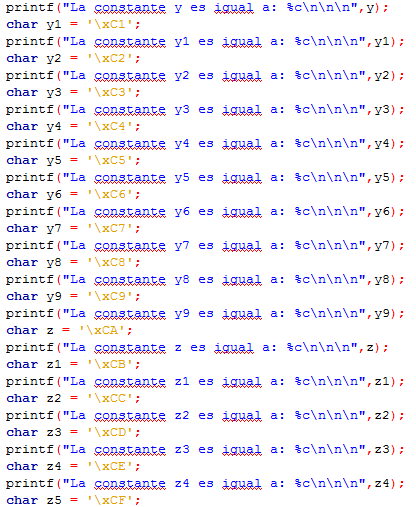 printf("La constante y es igual a: %c\n\n\n",y);
char y1 = '\xC1';
printf("La constante y1 es igual a: %c\n\n\n",y1);
char y2 = '\xC2';
printf("La constante y2 es igual a: %c\n\n\n",y2);
char y3 = '\xC3';
printf("La constante y3 es igual a: %c\n\n\n",y3);
char y4 = '\xC4';
printf("La constante y4 es igual a: %c\n\n\n",y4);
char y5 = '\xC5';
printf("La constante y5 es igual a: %c\n\n\n",y5);
char y6 = '\xC6';
printf("La constante y6 es igual a: %c\n\n\n",y6);
char y7 = '\xC7';
printf("La constante y7 es igual a: %c\n\n\n",y7);
char y8 = '\xC8';
printf("La constante y8 es igual a: %c\n\n\n",y8);
char y9 = '\xC9';
printf("La constante y9 es igual a: %c\n\n\n",y9);
char z = '\xCA';
printf("La constante z es igual a: %c\n\n\n",z);
char z1 = '\xCB';
printf("La constante z1 es igual a: %c\n\n\n",z1);
char z2 = '\xCC';
printf("La constante z2 es igual a: %c\n\n\n",z2);
char z3 = '\xCD';
printf("La constante z3 es igual a: %c\n\n\n",z3);
char z4 = '\xCE';
printf("La constante z4 es igual a: %c\n\n\n",z4);
char z5 = '\xCF';